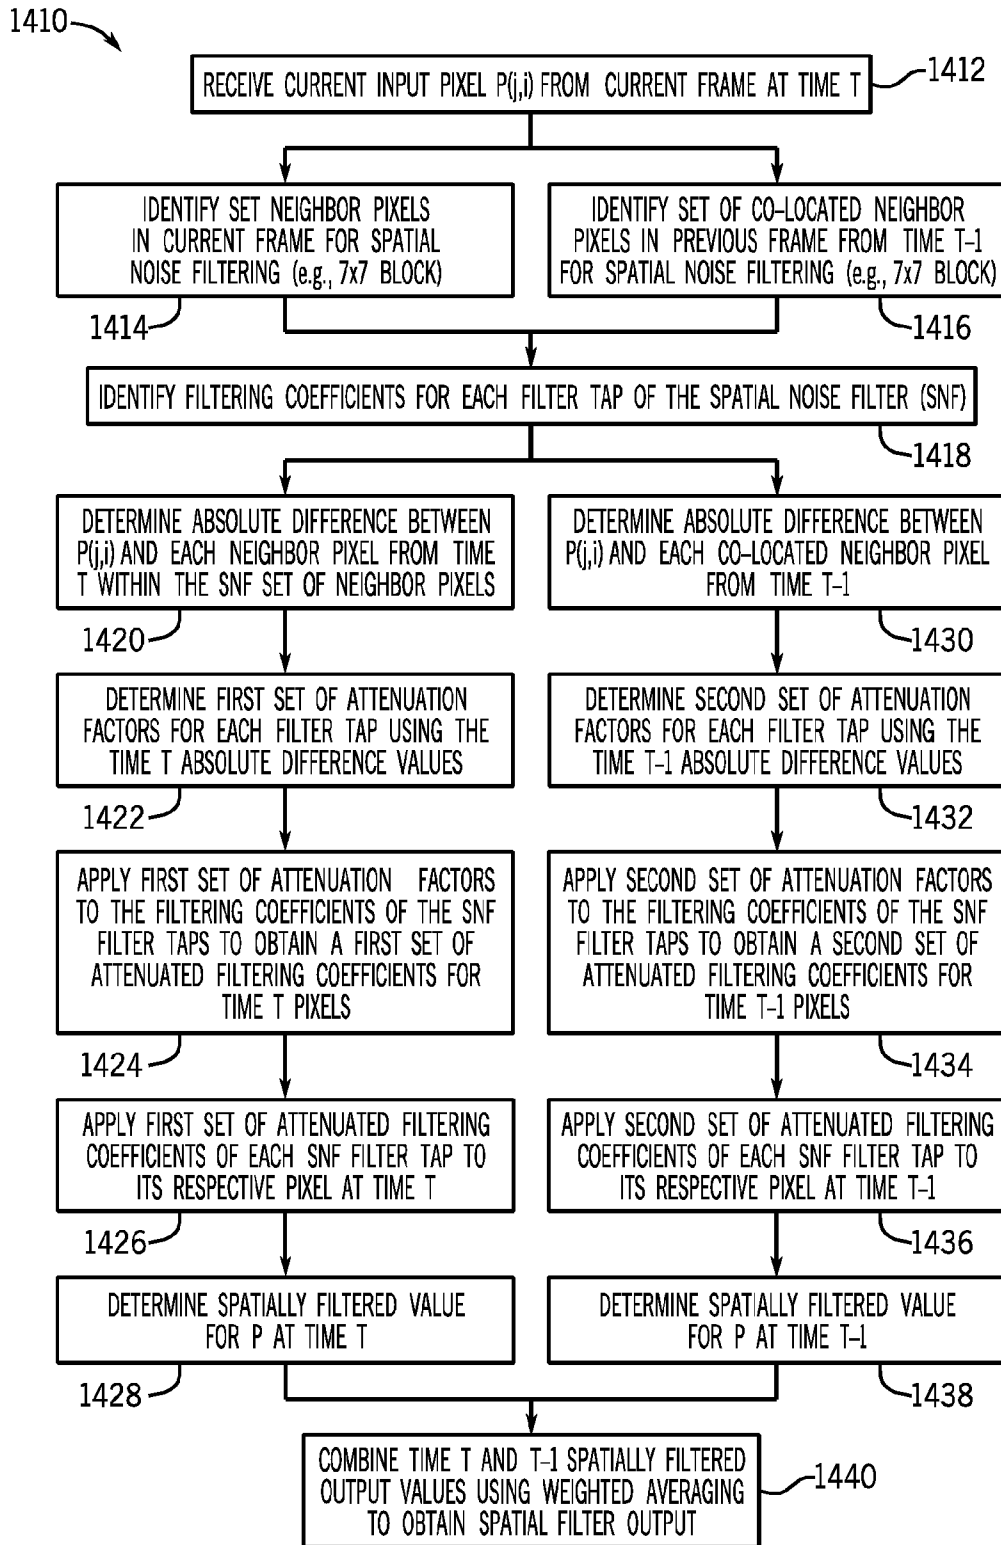 1410
RECEIVE CURRENT INPUT PIXEL P(j,i) FROM CURRENT FRAME AT TIME T
1412
IDENTIFY SET NEIGHBOR PIXELS
IN CURRENT FRAME FOR SPATIAL
NOISE FILTERING (e.g., 7x7 BLOCK)
1414
IDENTIFY SET OF CO-LOCATED NEIGHBOR
PIXELS IN PREVIOUS FRAME FROM TIME T-1
FOR SPATIAL NOISE FILTERING (e.g., 7x7 BLOCK)
1416
IDENTIFY FILTERING COEFFICIENTS FOR EACH FILTER TAP OF THE SPATIAL NOISE FILTER (SNF)
1418
DETERMINE ABSOLUTE DIFFERENCE BETWEEN
P(j,i) AND EACH NEIGHBOR PIXEL FROM TIME
T WITHIN THE SNF SET OF NEIGHBOR PIXELS
1420
DETERMINE ABSOLUTE DIFFERENCE BETWEEN
P(j,i) AND EACH CO-LOCATED NEIGHBOR PIXEL
FROM TIME T-1
1430
DETERMINE FIRST SET OF ATTENUATION
FACTORS FOR EACH FILTER TAP USING THE
TIME T ABSOLUTE DIFFERENCE VALUES
1422
DETERMINE SECOND SET OF ATTENUATION
FACTORS FOR EACH FILTER TAP USING THE
TIME T-1 ABSOLUTE DIFFERENCE VALUES
1432
APPLY FIRST SET OF ATTENUATION FACTORS
TO THE FILTERING COEFFICIENTS OF THE SNF
FILTER TAPS TO OBTAIN A FIRST SET OF
ATTENUATED FILTERING COEFFICIENTS FOR
TIME T PIXELS
1424
APPLY SECOND SET OF ATTENUATION FACTORS
TO THE FILTERING COEFFICIENTS OF THE SNF
FILTER TAPS TO OBTAIN A SECOND SET OF
ATTENUATED FILTERING COEFFICIENTS FOR
TIME T-1 PIXELS
1434
APPLY FIRST SET OF ATTENUATED FILTERING
COEFFICIENTS OF EACH SNF FILTER TAP TO
ITS RESPECTIVE PIXEL AT TIME T
1426
APPLY SECOND SET OF ATTENUATED FILTERING
COEFFICIENTS OF EACH SNF FILTER TAP TO
ITS RESPECTIVE PIXEL AT TIME T-1
1436
DETERMINE SPATIALLY FILTERED VALUE
FOR P AT TIME T
1428
DETERMINE SPATIALLY FILTERED VALUE
FOR P AT TIME T-1
1438
COMBINE TIME T AND T-1 SPATIALLY FILTERED
OUTPUT VALUES USING WEIGHTED AVERAGING
TO OBTAIN SPATIAL FILTER OUTPUT
1440